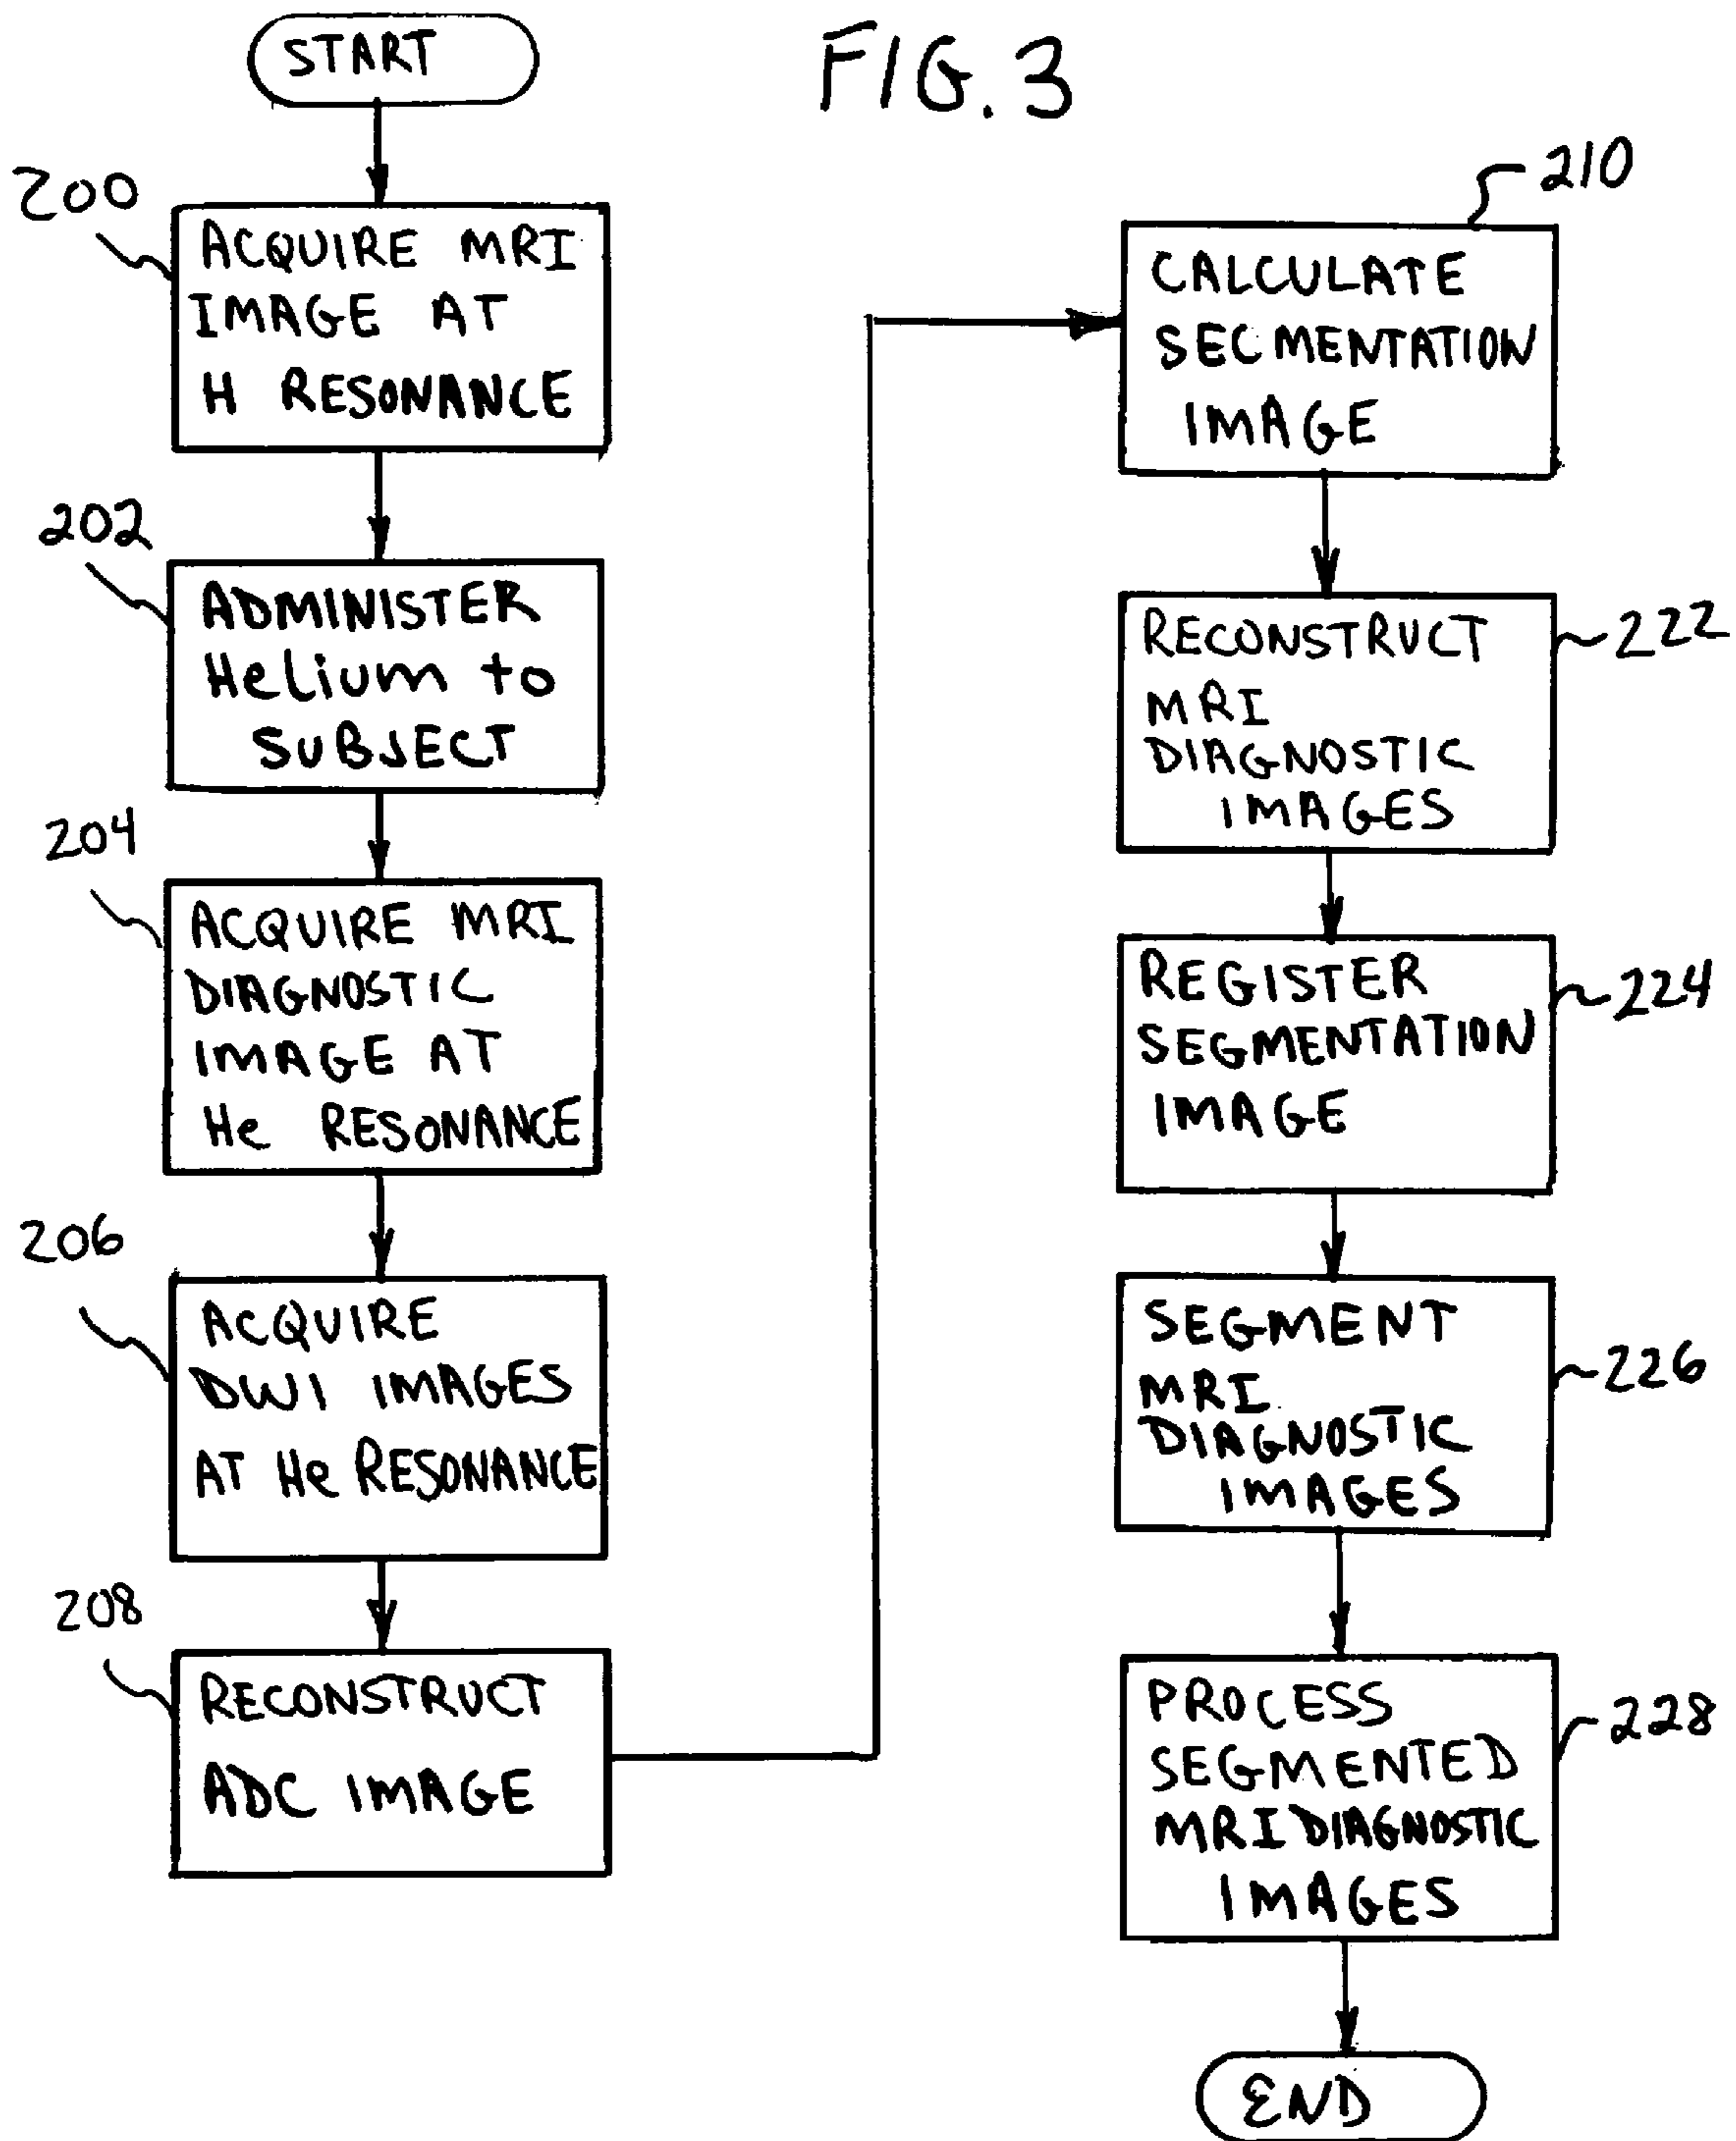 FIG. 3
START
200
ACQUIRE MRI
IMAGE AT
H RESONANCE
202
ADMINISTER
Helium to
SUBJECT
204
ACQUIRE MRI
DIAGNOSTIC
IMAGE AT
He RESONANCE
206
ACQUIRE
DWI IMAGES
AT He RESONANCE
208
RECONSTRUCT
ADC IMAGE
210
CALCULATE
SECMENTATION
IMAGE
222
RECONSTRUCT
MRI
DIAGNOSTIC
IMAGES
224
REGISTER
SEGMENTATION
IMAGE
226
SEGMENT
MRI
DIAGNOSTIC
IMAGES
228
PROCESS
SEGMENTED
MRI DIAGNOSTIC
IMAGES
END